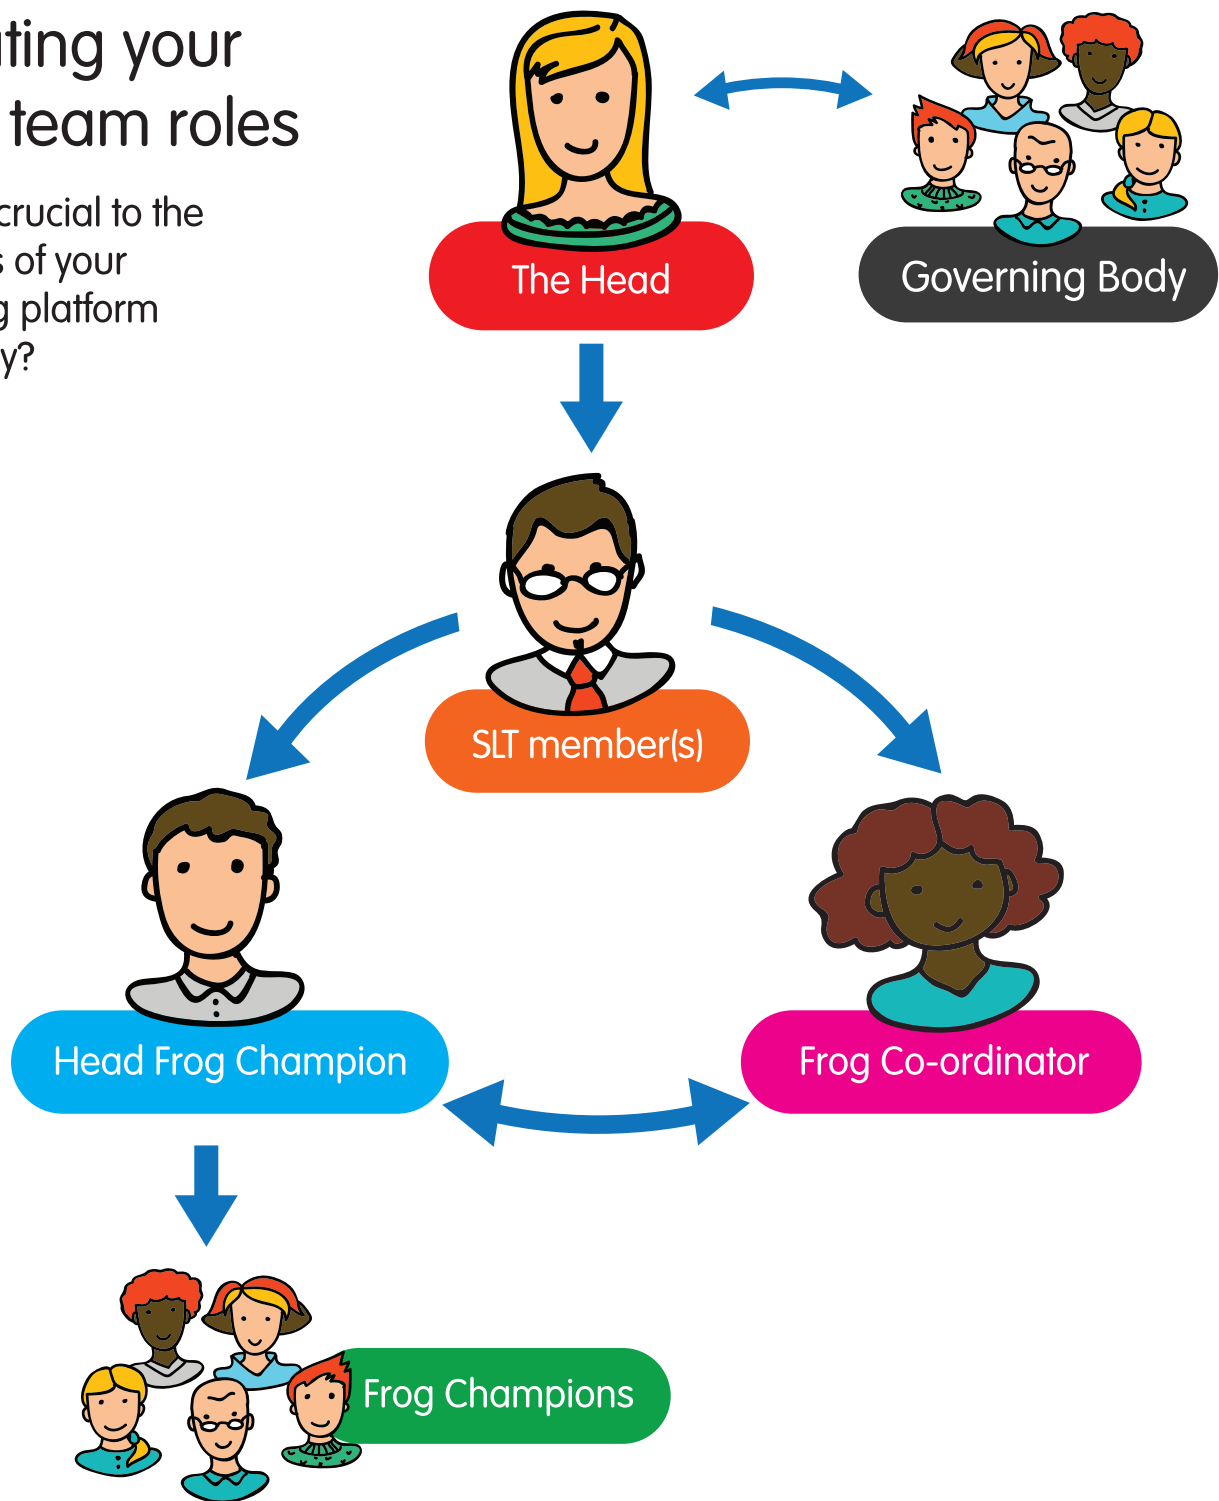 ting your
team roles
crucial to the
s of your
g platform
y?
The Head
Governing Body
SLT member(s)
Head Frog Champion
Frog Co-ordinator
Frog Champions